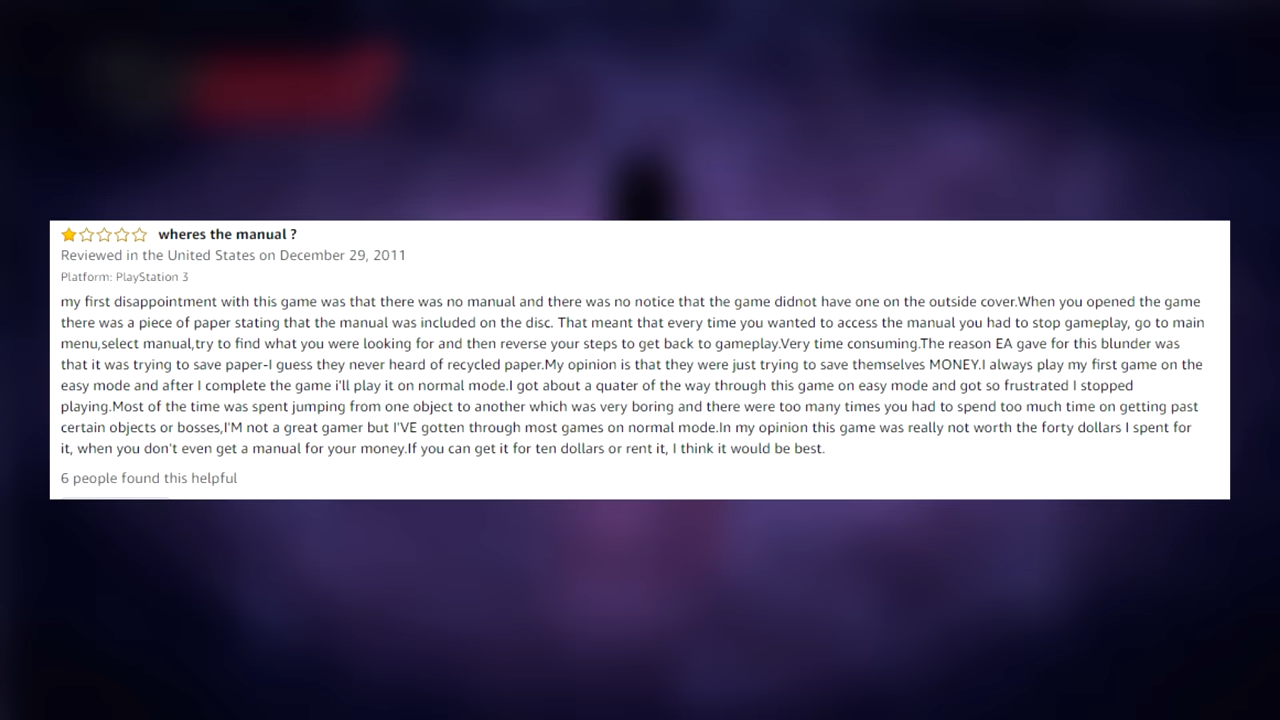 wheres the manual ?
Reviewed in the United States on December 29, 2011
Platform: PlayStation 3
my first disappointment with this game was that there was no manual and there was no notice that the game didnot have one on the outside cover.When you opened the game
there was a piece of paper stating that the manual was included on the disc. That meant that every time you wanted to access the manual you had to stop gameplay, go to main
menu,select manual,try to find what you were looking for and then reverse your steps to get back to gameplay.Very time consuming.The reason EA gave for this blunder was
that it was trying to save paper-I guess they never heard of recycled paper.My opinion is that they were just trying to save themselves MONEY.I always play my first game on the
easy mode and after I complete the game i'll play it on normal mode.I got about a quater of the way through this game on easy mode and got so frustrated I stopped
playing.Most of the time was spent jumping from one object to another which was very boring and there were too many times you had to spend too much time on getting past
certain objects or bosses,I'M not a great gamer but I'VE gotten through most games on normal mode.In my opinion this game was really not worth the forty dollars I spent for
it, when you don't even get a manual for your money.If you can get it for ten dollars or rent it, I think it would be best.
6 people found this helpful